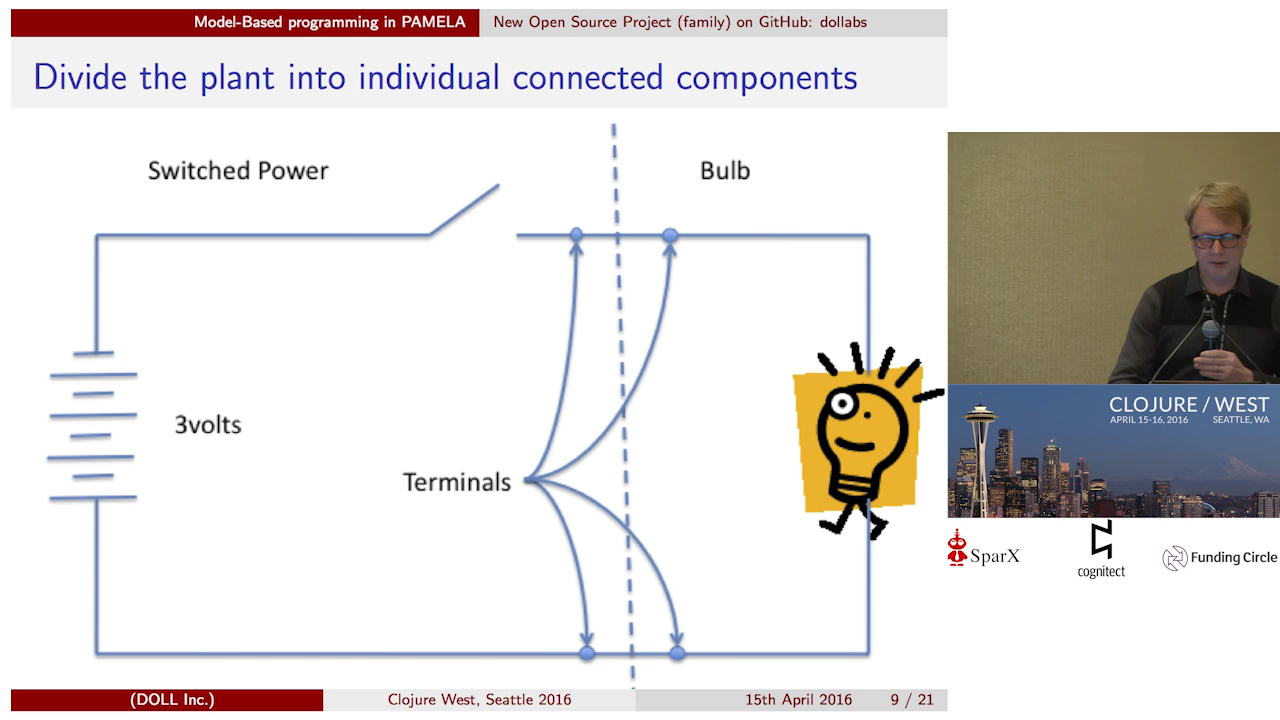 Model-Based programming in PAMELA
New Open Source Project (family) on GitHub: dollabs
Divide the plant into individual connected components
Switched Power
Bulb
3volts
Terminals
(DOLL Inc.)
Clojure West, Seattle 2016
15th April 2016
9 / 21
CLOJURE / WEST
APRIL 15-16, 2016
SEATTLE, WA
SparX
cognitect
Funding Circle